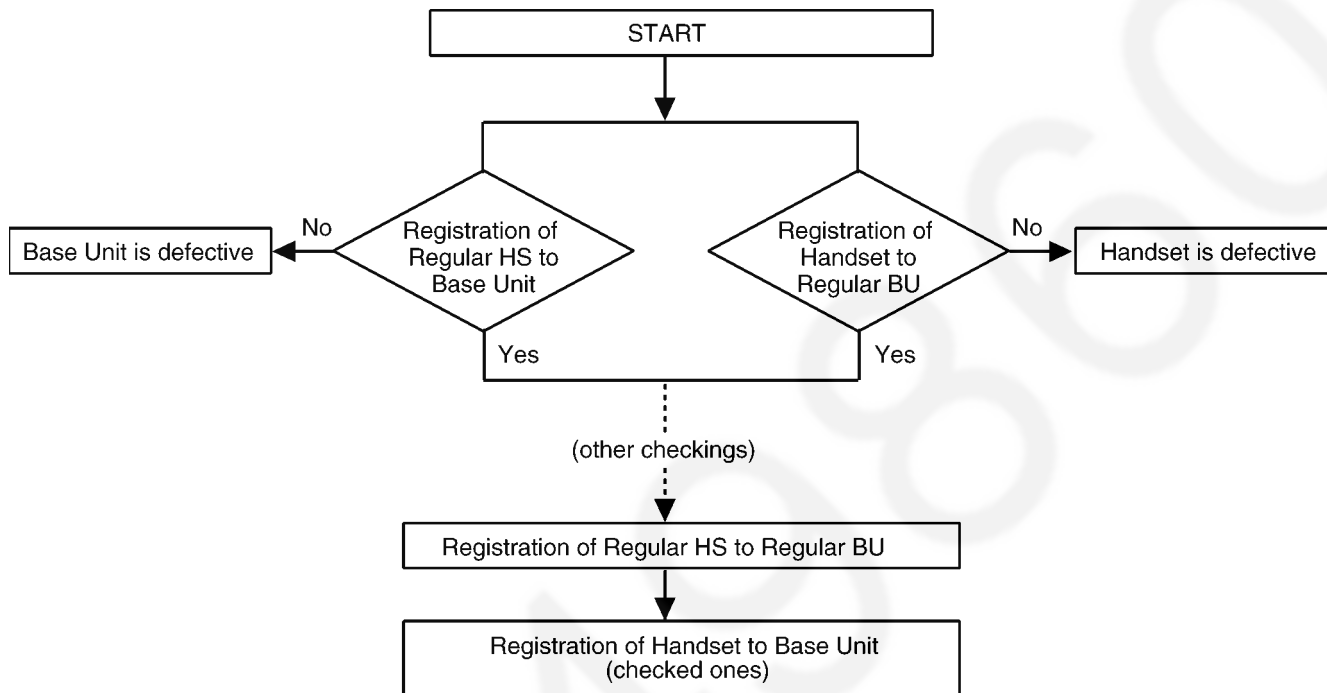 START
No
Registration of
Regular HS to
Base Unit
Registration of
Handset to
Regular BU
No
Base Unit is defective
Handset is defective
Yes
Yes
(other checkings)
Registration of Regular HS to Regular BU
Registration of Handset to Base Unit
(checked ones)